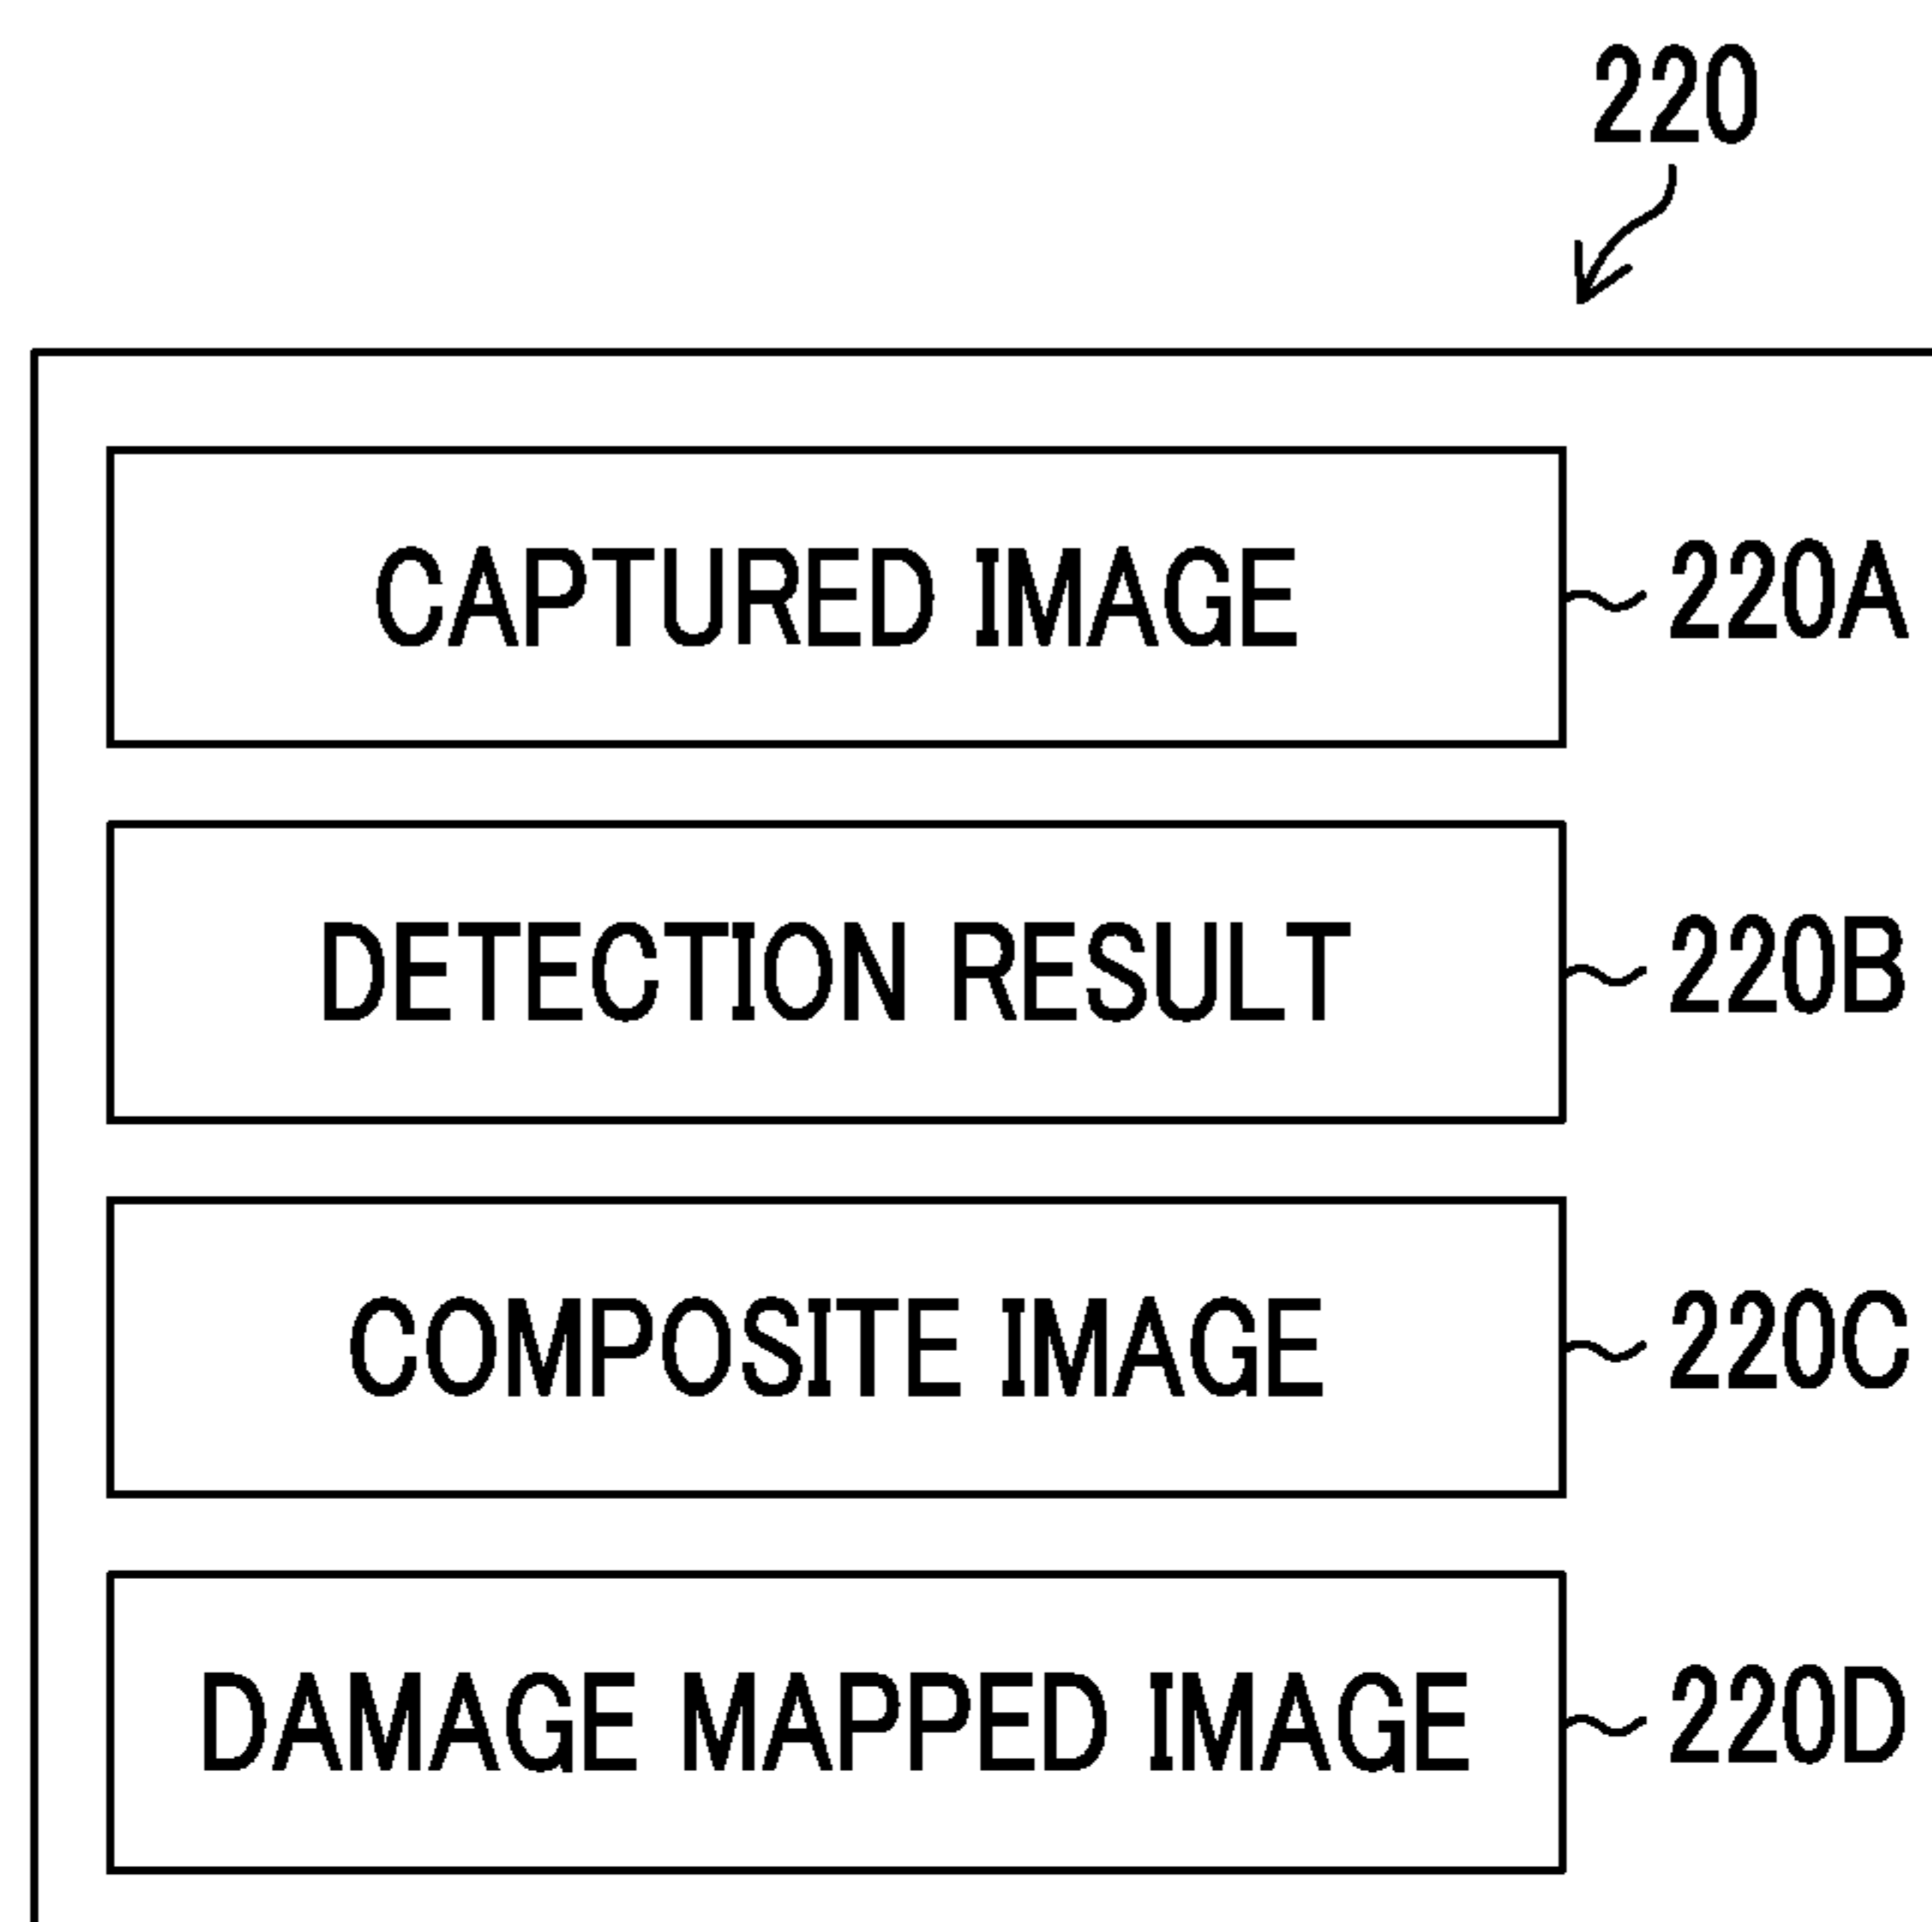 220
CAPTURED IMAGE 220A
DETECTION RESULT 220B
COMPOSITE IMAGE 220C
DAMAGE MAPPED IMAGE 220D